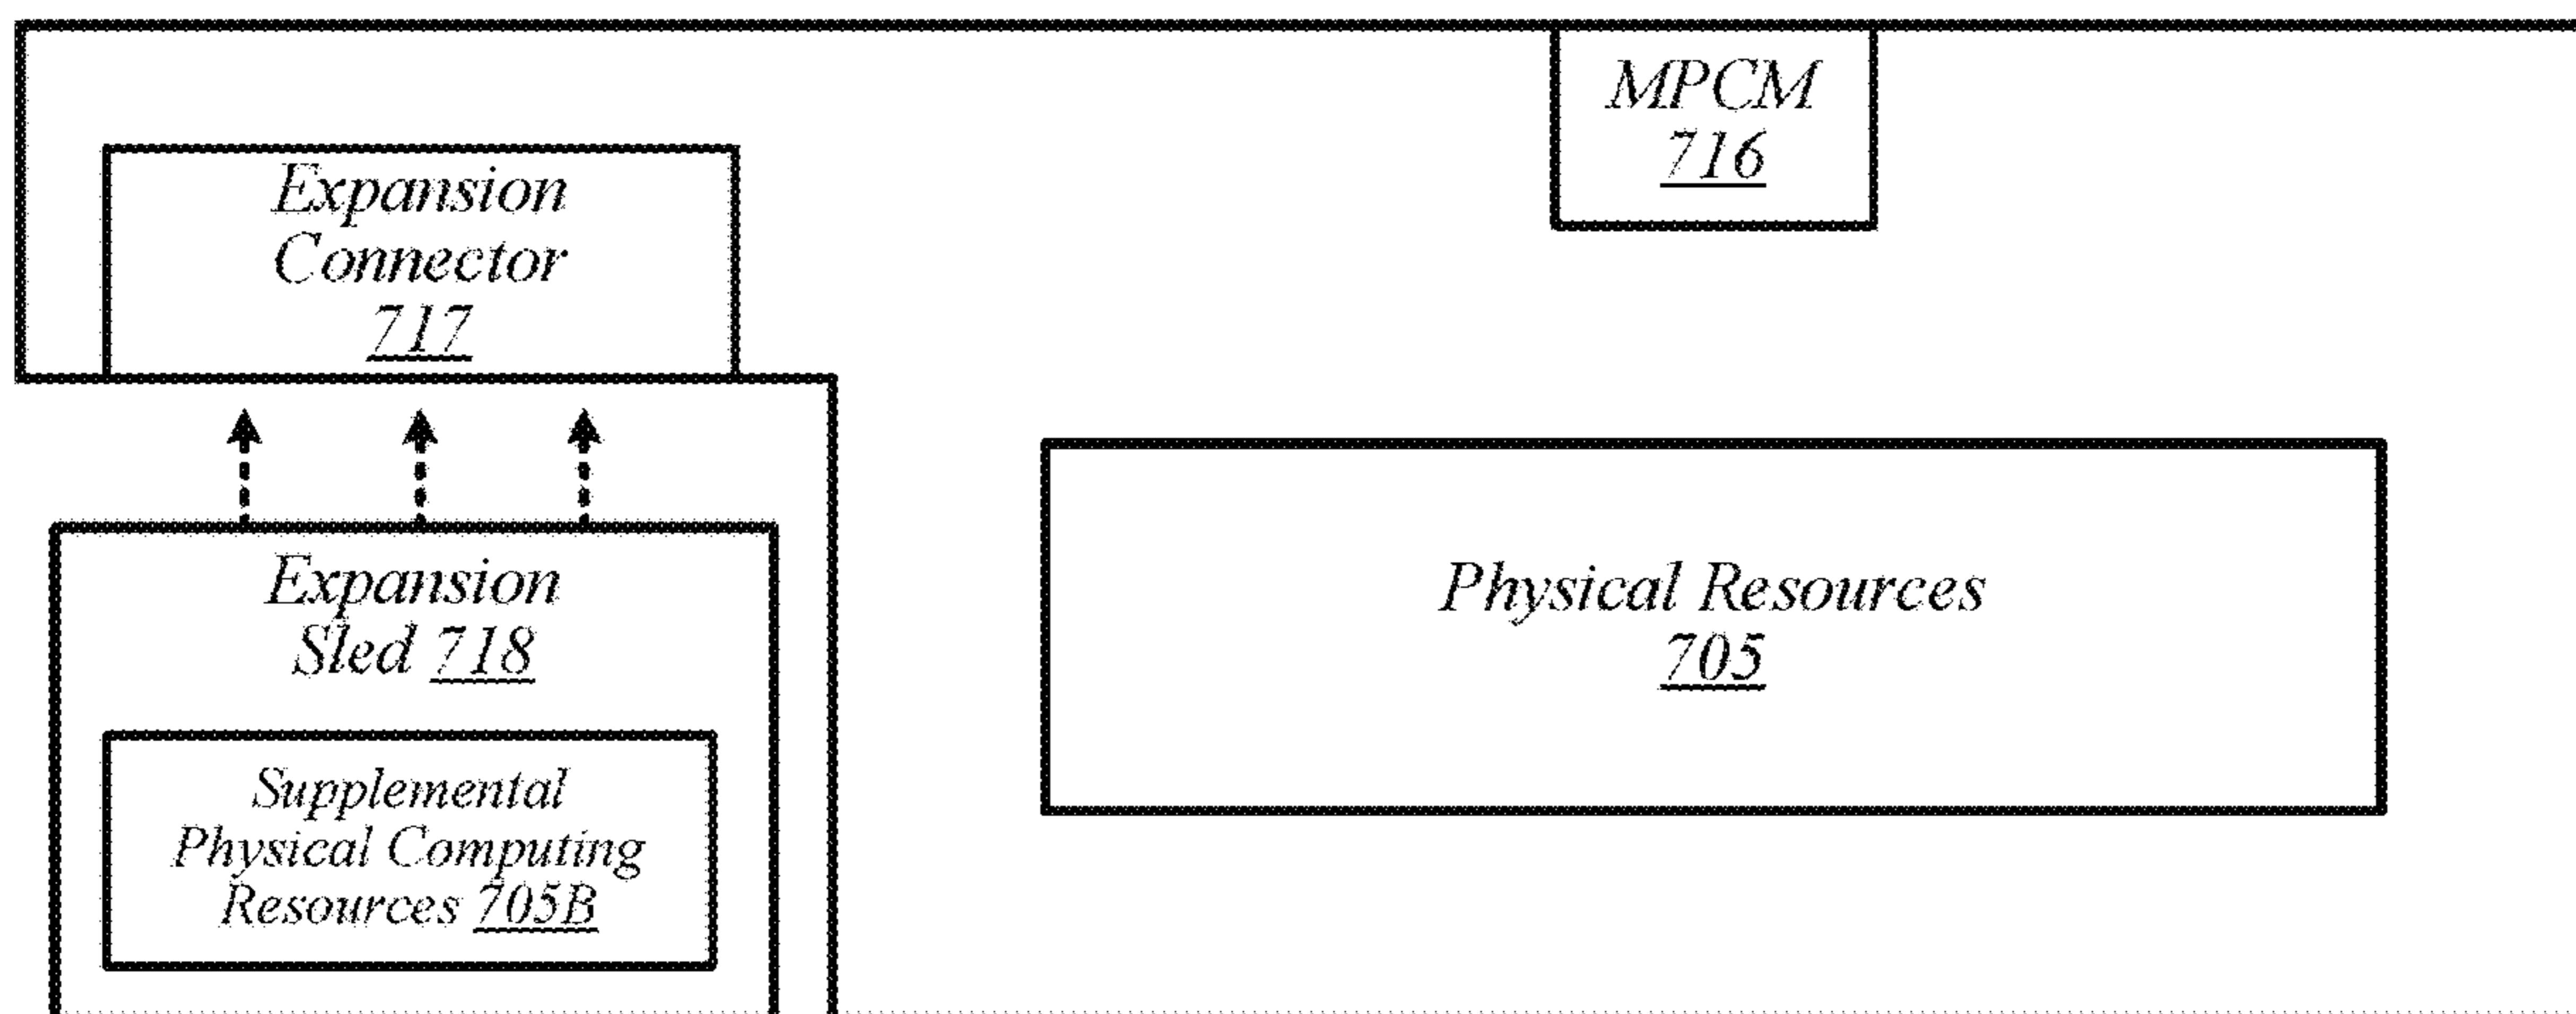 MPCM
716
Expansion
Connector
717
Expansion
Sled 718
Physical Resources
705
Supplemental
Physical Computing
Resources 705B